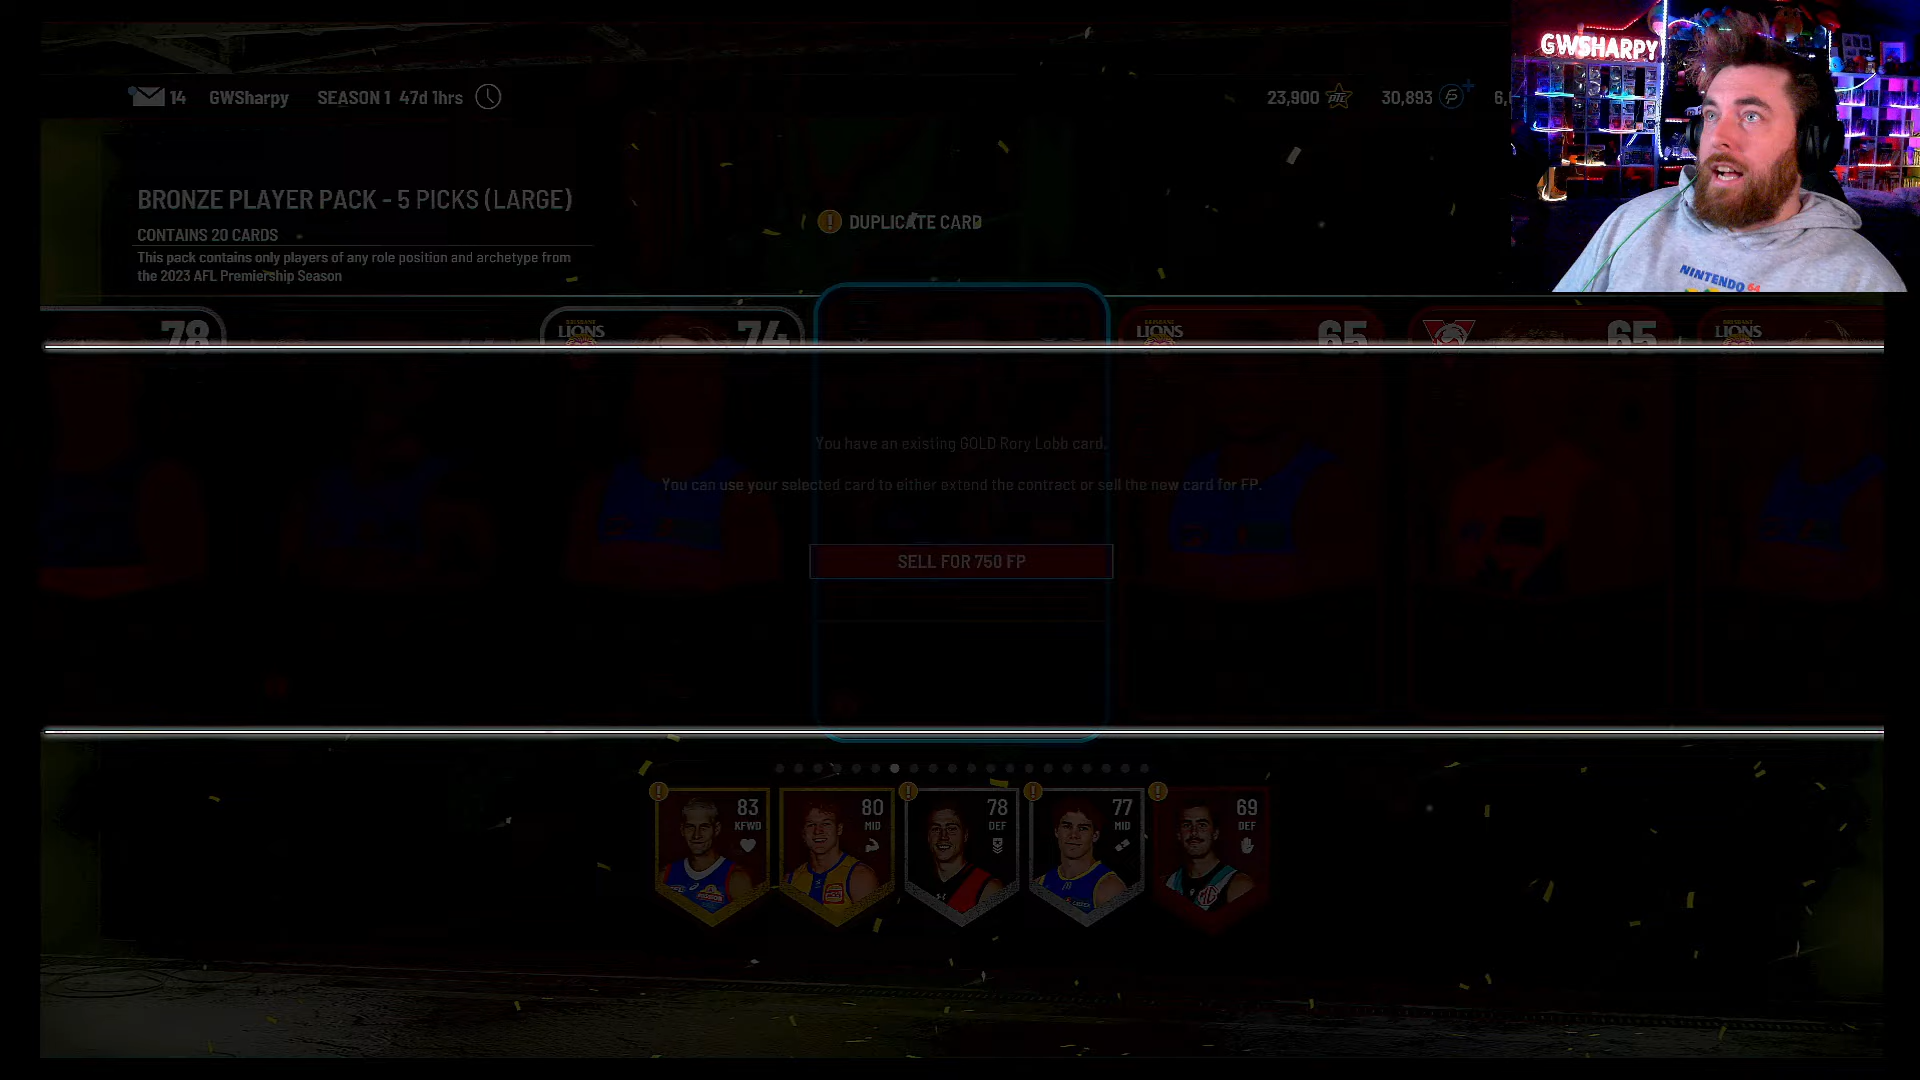 GWSHARPY
14 GWSharpy SEASON 1 47d 1hrs
23,900 30,893
BRONZE PLAYER PACK - 5 PICKS (LARGE)
CONTAINS 20 CARDS
This pack contains only players of any role position and archetype from
the 2023 AFL Premiership Season
DUPLICATE CARD
NINTENDO 64
78
LIONS 74
LIONS 65
65
LIONS
You have an existing GOLD Rory Lobb card.
You can use your selected card to either extend the contract or sell the new card for FP.
SELL FOR 750 FP
83 KFWD
80 MID
78 DEF
77 MID
69 DEF